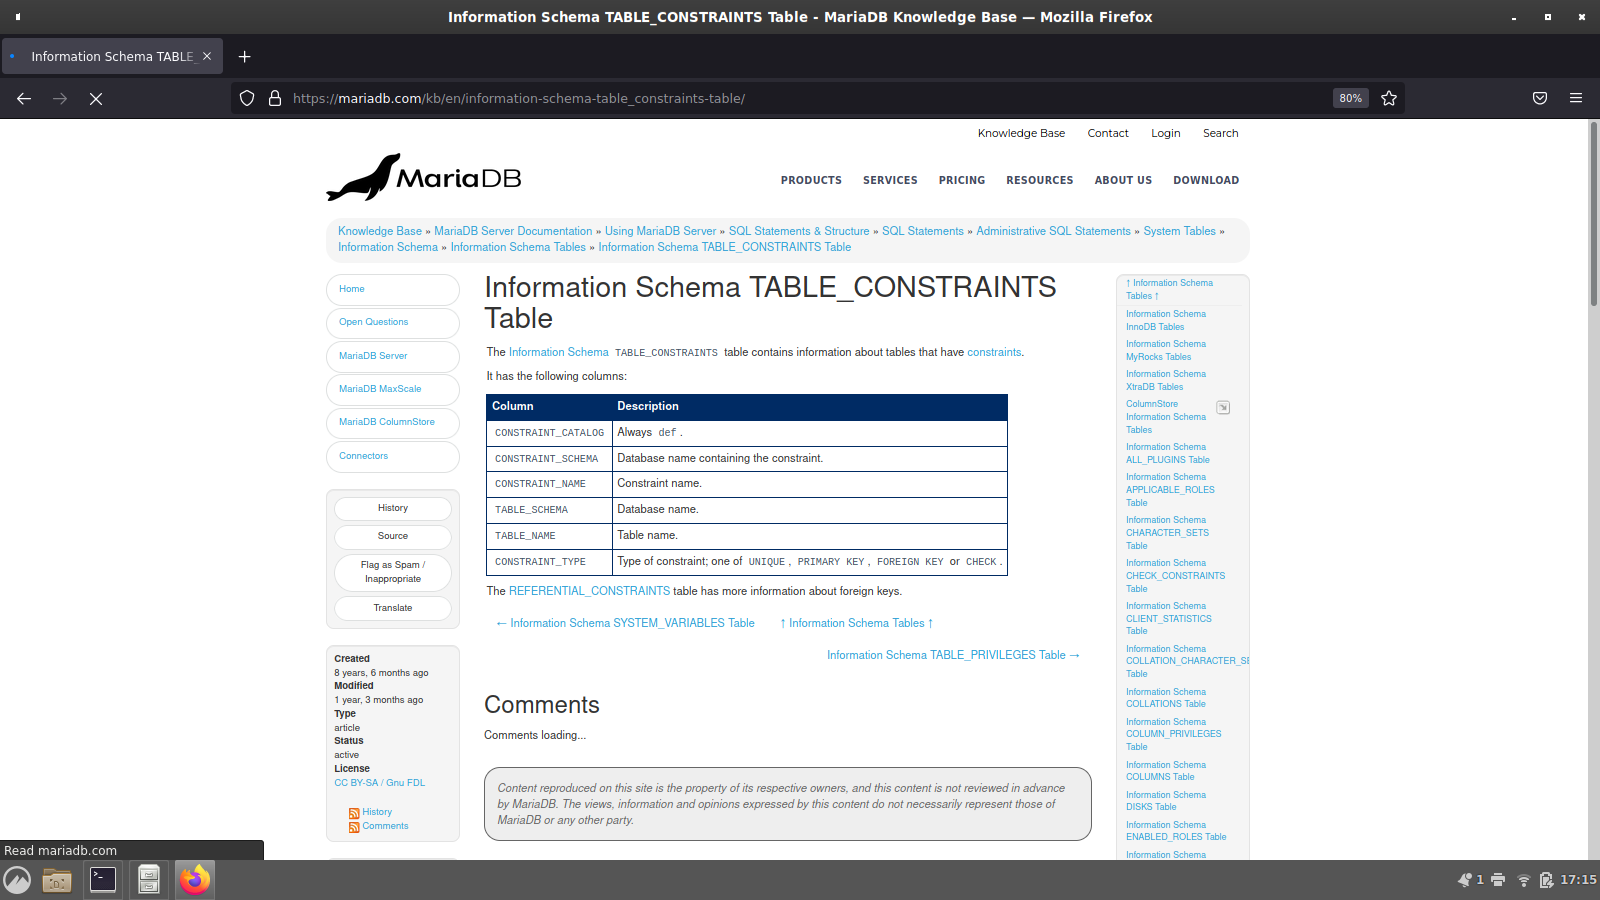 Information Schema TABLE_CONSTRAINTS Table - MariaDB Knowledge Base — Mozilla Firefox
Information Schema TABLE_
https://mariadb.com/kb/en/information-schema-table_constraints-table/
80%
Knowledge Base Contact Login Search
MariaDB
PRODUCTS SERVICES PRICING RESOURCES ABOUT US DOWNLOAD
Knowledge Base » MariaDB Server Documentation » Using MariaDB Server » SQL Statements & Structure » SQL Statements » Administrative SQL Statements » System Tables »
Information Schema » Information Schema Tables » Information Schema TABLE_CONSTRAINTS Table
Home
Open Questions
MariaDB Server
MariaDB MaxScale
MariaDB ColumnStore
Connectors
History
Source
Flag as Spam /
Inappropriate
Translate
Created
8 years, 6 months ago
Modified
1 year, 3 months ago
Type
article
Status
active
License
CC BY-SA / Gnu FDL
History
Comments
Information Schema TABLE_CONSTRAINTS
Table
The Information Schema TABLE_CONSTRAINTS table contains information about tables that have constraints.
It has the following columns:
Column Description
CONSTRAINT_CATALOG Always def.
CONSTRAINT_SCHEMA Database name containing the constraint.
CONSTRAINT_NAME Constraint name.
TABLE_SCHEMA Database name.
TABLE_NAME Table name.
CONSTRAINT_TYPE Type of constraint; one of UNIQUE, PRIMARY KEY, FOREIGN KEY or CHECK.
The REFERENTIAL_CONSTRAINTS table has more information about foreign keys.
← Information Schema SYSTEM_VARIABLES Table ↑ Information Schema Tables ↑
Information Schema TABLE_PRIVILEGES Table →
Comments
Comments loading...
Content reproduced on this site is the property of its respective owners, and this content is not reviewed in advance
by MariaDB. The views, information and opinions expressed by this content do not necessarily represent those of
MariaDB or any other party.
↑ Information Schema
Tables ↑
Information Schema
InnoDB Tables
Information Schema
MyRocks Tables
Information Schema
XtraDB Tables
ColumnStore
Information Schema
Tables
Information Schema
ALL_PLUGINS Table
Information Schema
APPLICABLE_ROLES
Table
Information Schema
CHARACTER_SETS
Table
Information Schema
CHECK_CONSTRAINTS
Table
Information Schema
CLIENT_STATISTICS
Table
Information Schema
COLLATION_CHARACTER_SE
Table
Information Schema
COLLATIONS Table
Information Schema
COLUMN_PRIVILEGES
Table
Information Schema
COLUMNS Table
Information Schema
DISKS Table
Information Schema
ENABLED_ROLES Table
Information Schema
Read mariadb.com
1 17:15